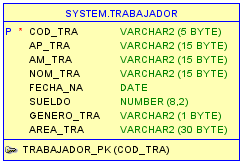 SYSTEM.TRABAJADOR
P * COD_TRA VARCHAR2 (5 BYTE)
AP_TRA VARCHAR2 (15 BYTE)
AM_TRA VARCHAR2 (15 BYTE)
NOM_TRA VARCHAR2 (15 BYTE)
FECHA_NA DATE
SUELDO NUMBER (8,2)
GENERO_TRA VARCHAR2 (1 BYTE)
AREA_TRA VARCHAR2 (30 BYTE)
TRABAJADOR_PK (COD_TRA)